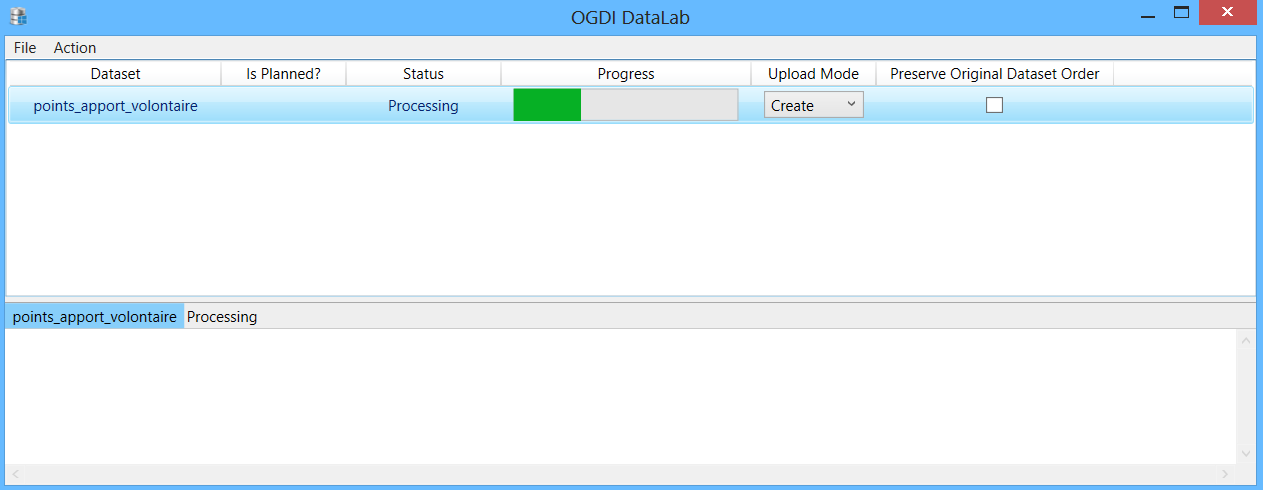 OGDI DataLab
File Action
Dataset Is Planned? Status Progress Upload Mode Preserve Original Dataset Order
points_apport_volontaire Processing Create
points_apport_volontaire Processing